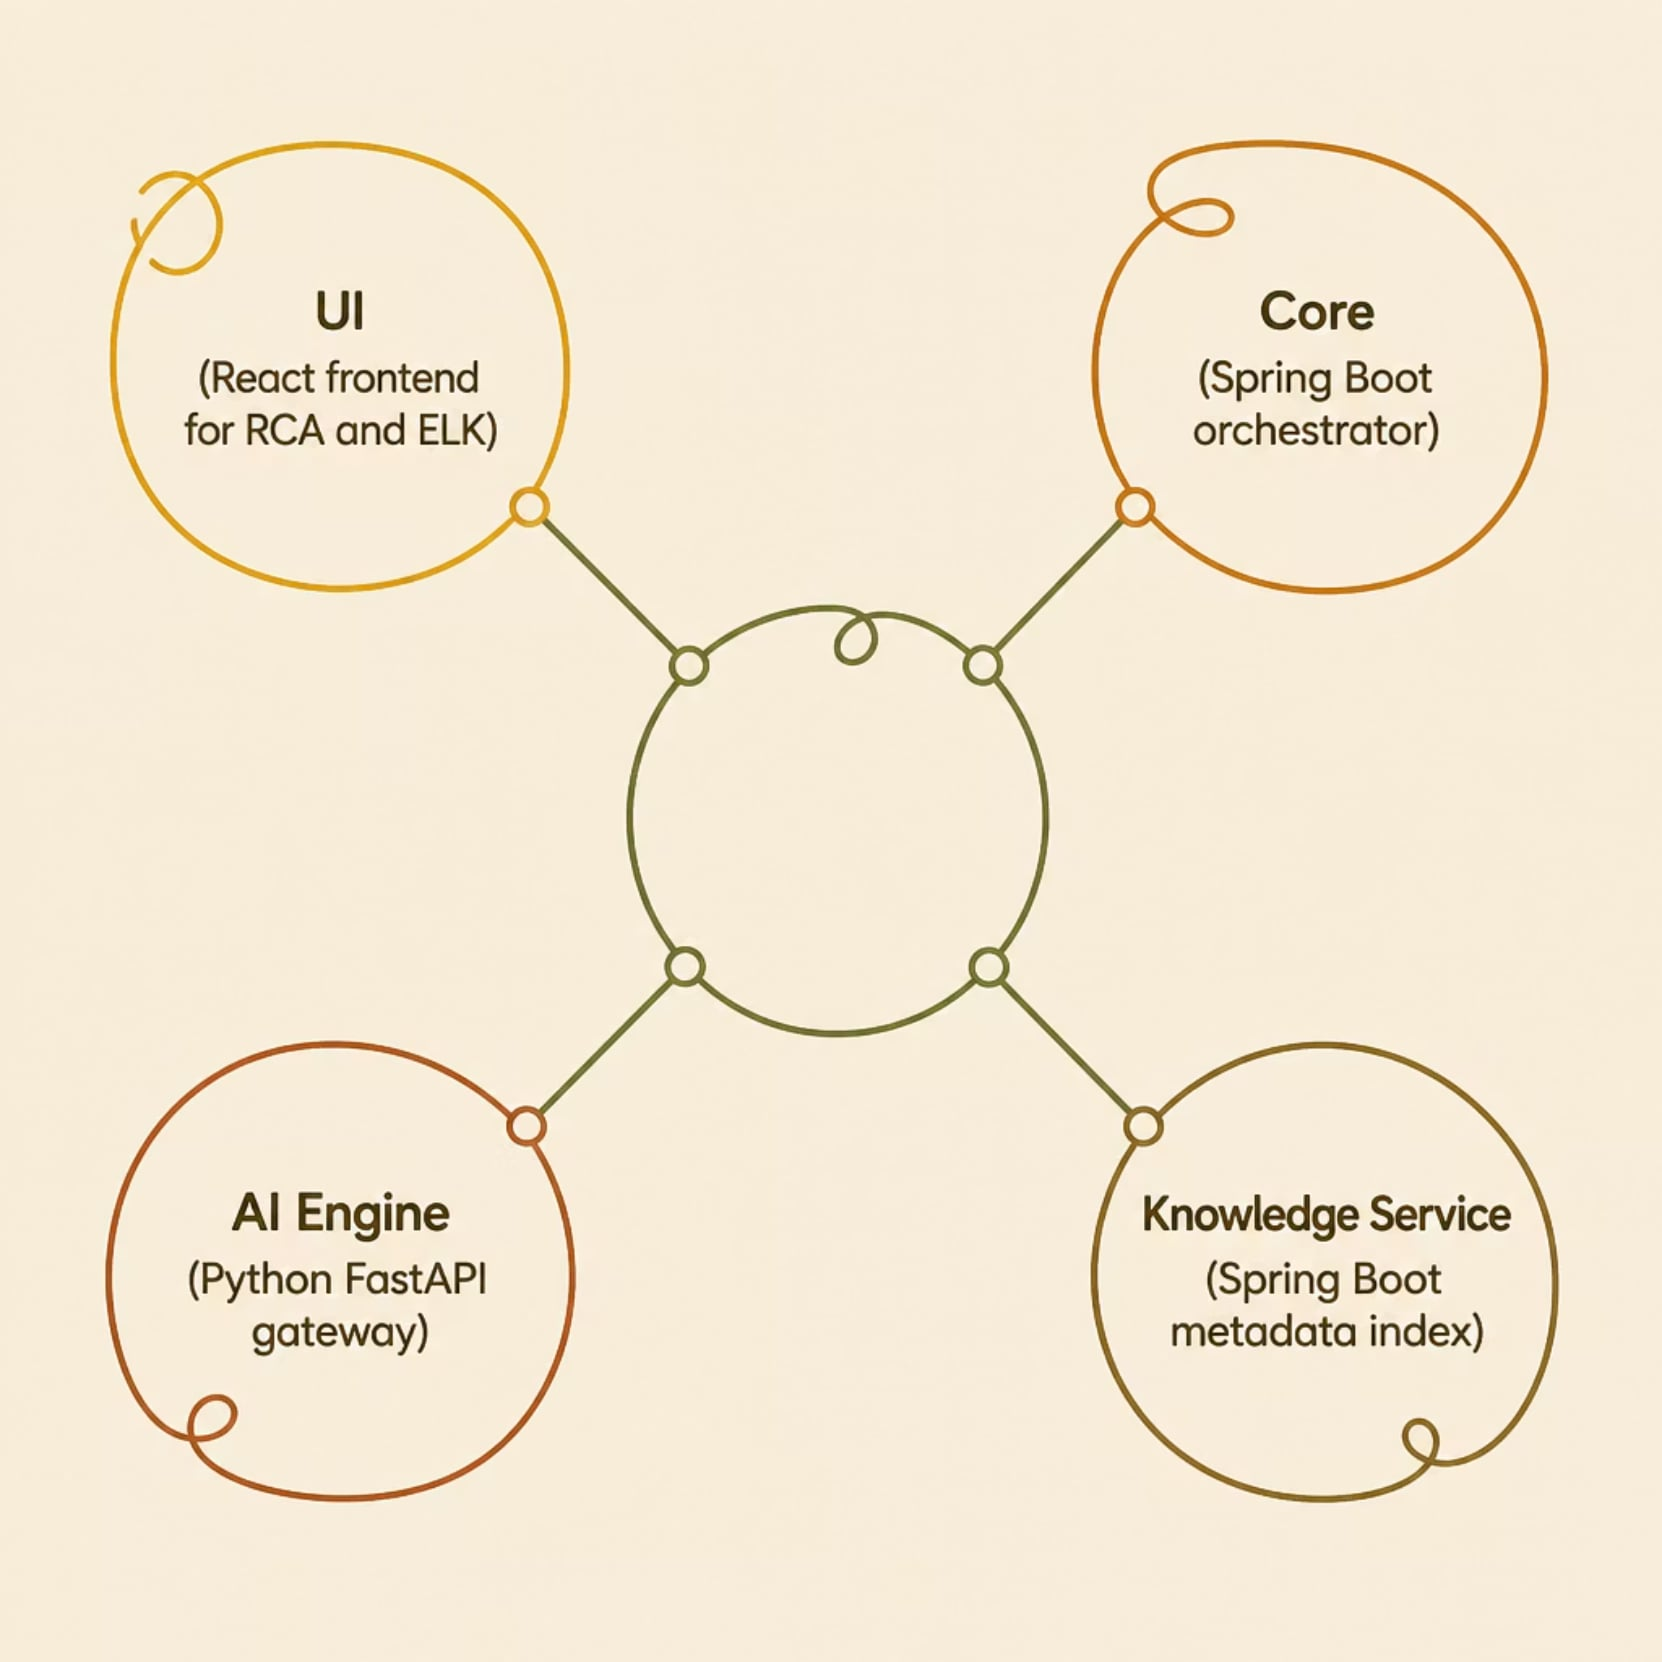 UI
(React frontend
for RCA and ELK)
Core
(Spring Boot
orchestrator)
AI Engine
(Python FastAPI
gateway)
Knowledge Service
(Spring Boot
metadata index)